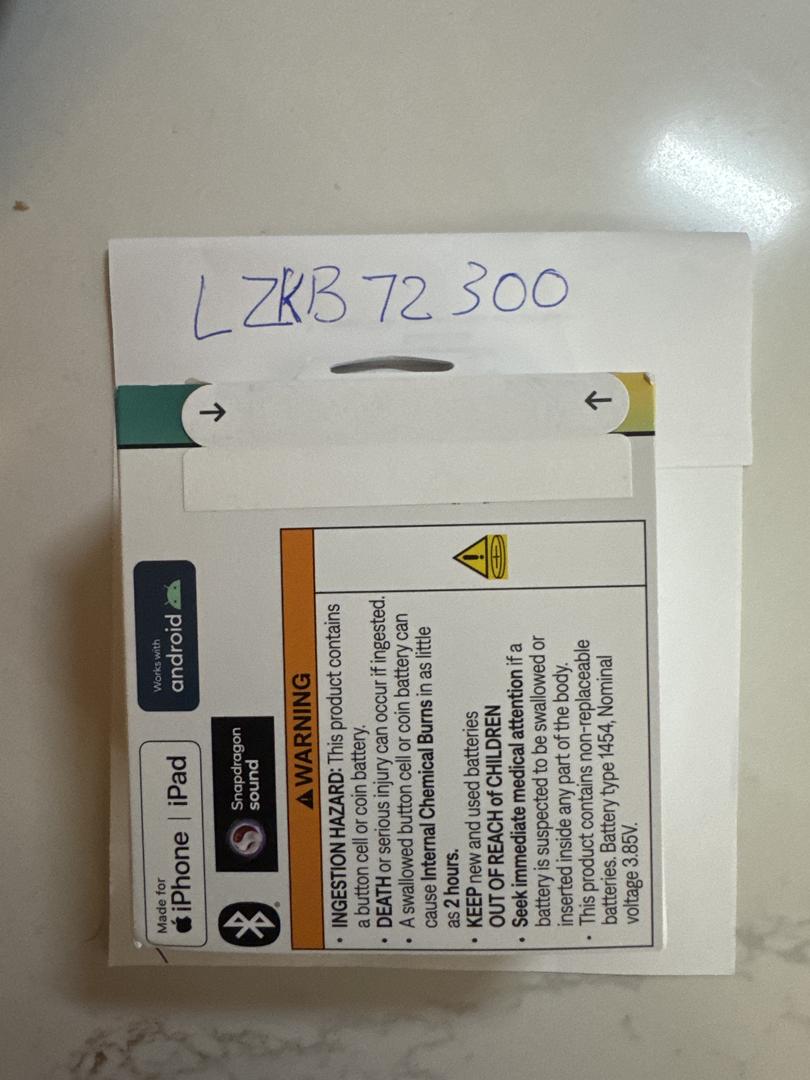 LZKB72300
Made for
iPhone | iPad
Works with
android
Snapdragon
sound
WARNING
• INGESTION HAZARD: This product contains
a button cell or coin battery.
• DEATH or serious injury can occur if ingested.
• A swallowed button cell or coin battery can
cause Internal Chemical Burns in as little
as 2 hours.
• KEEP new and used batteries
OUT OF REACH of CHILDREN
• Seek immediate medical attention if a
battery is suspected to be swallowed or
inserted inside any part of the body.
• This product contains non-replaceable
batteries. Battery type 1454, Nominal
voltage 3.85V.